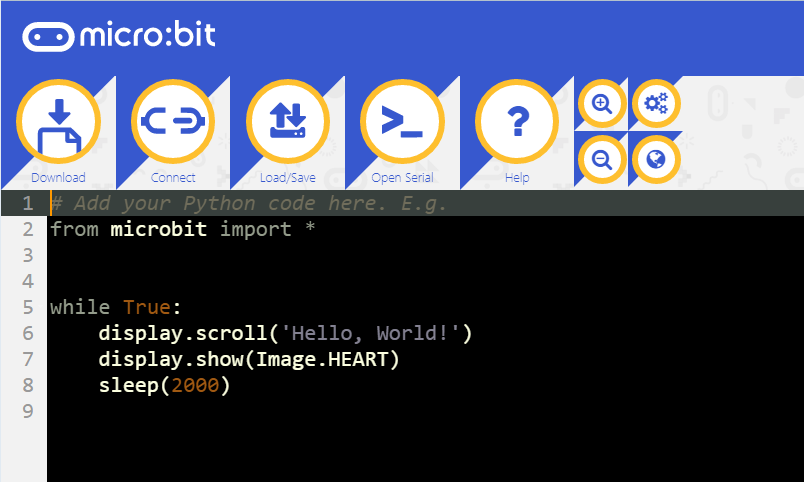 micro:bit
Download Connect Load/Save Open Serial Help
1 # Add your Python code here. E.g.
2 from microbit import *
3
4
5 while True:
6     display.scroll('Hello, World!')
7     display.show(Image.HEART)
8     sleep(2000)
9